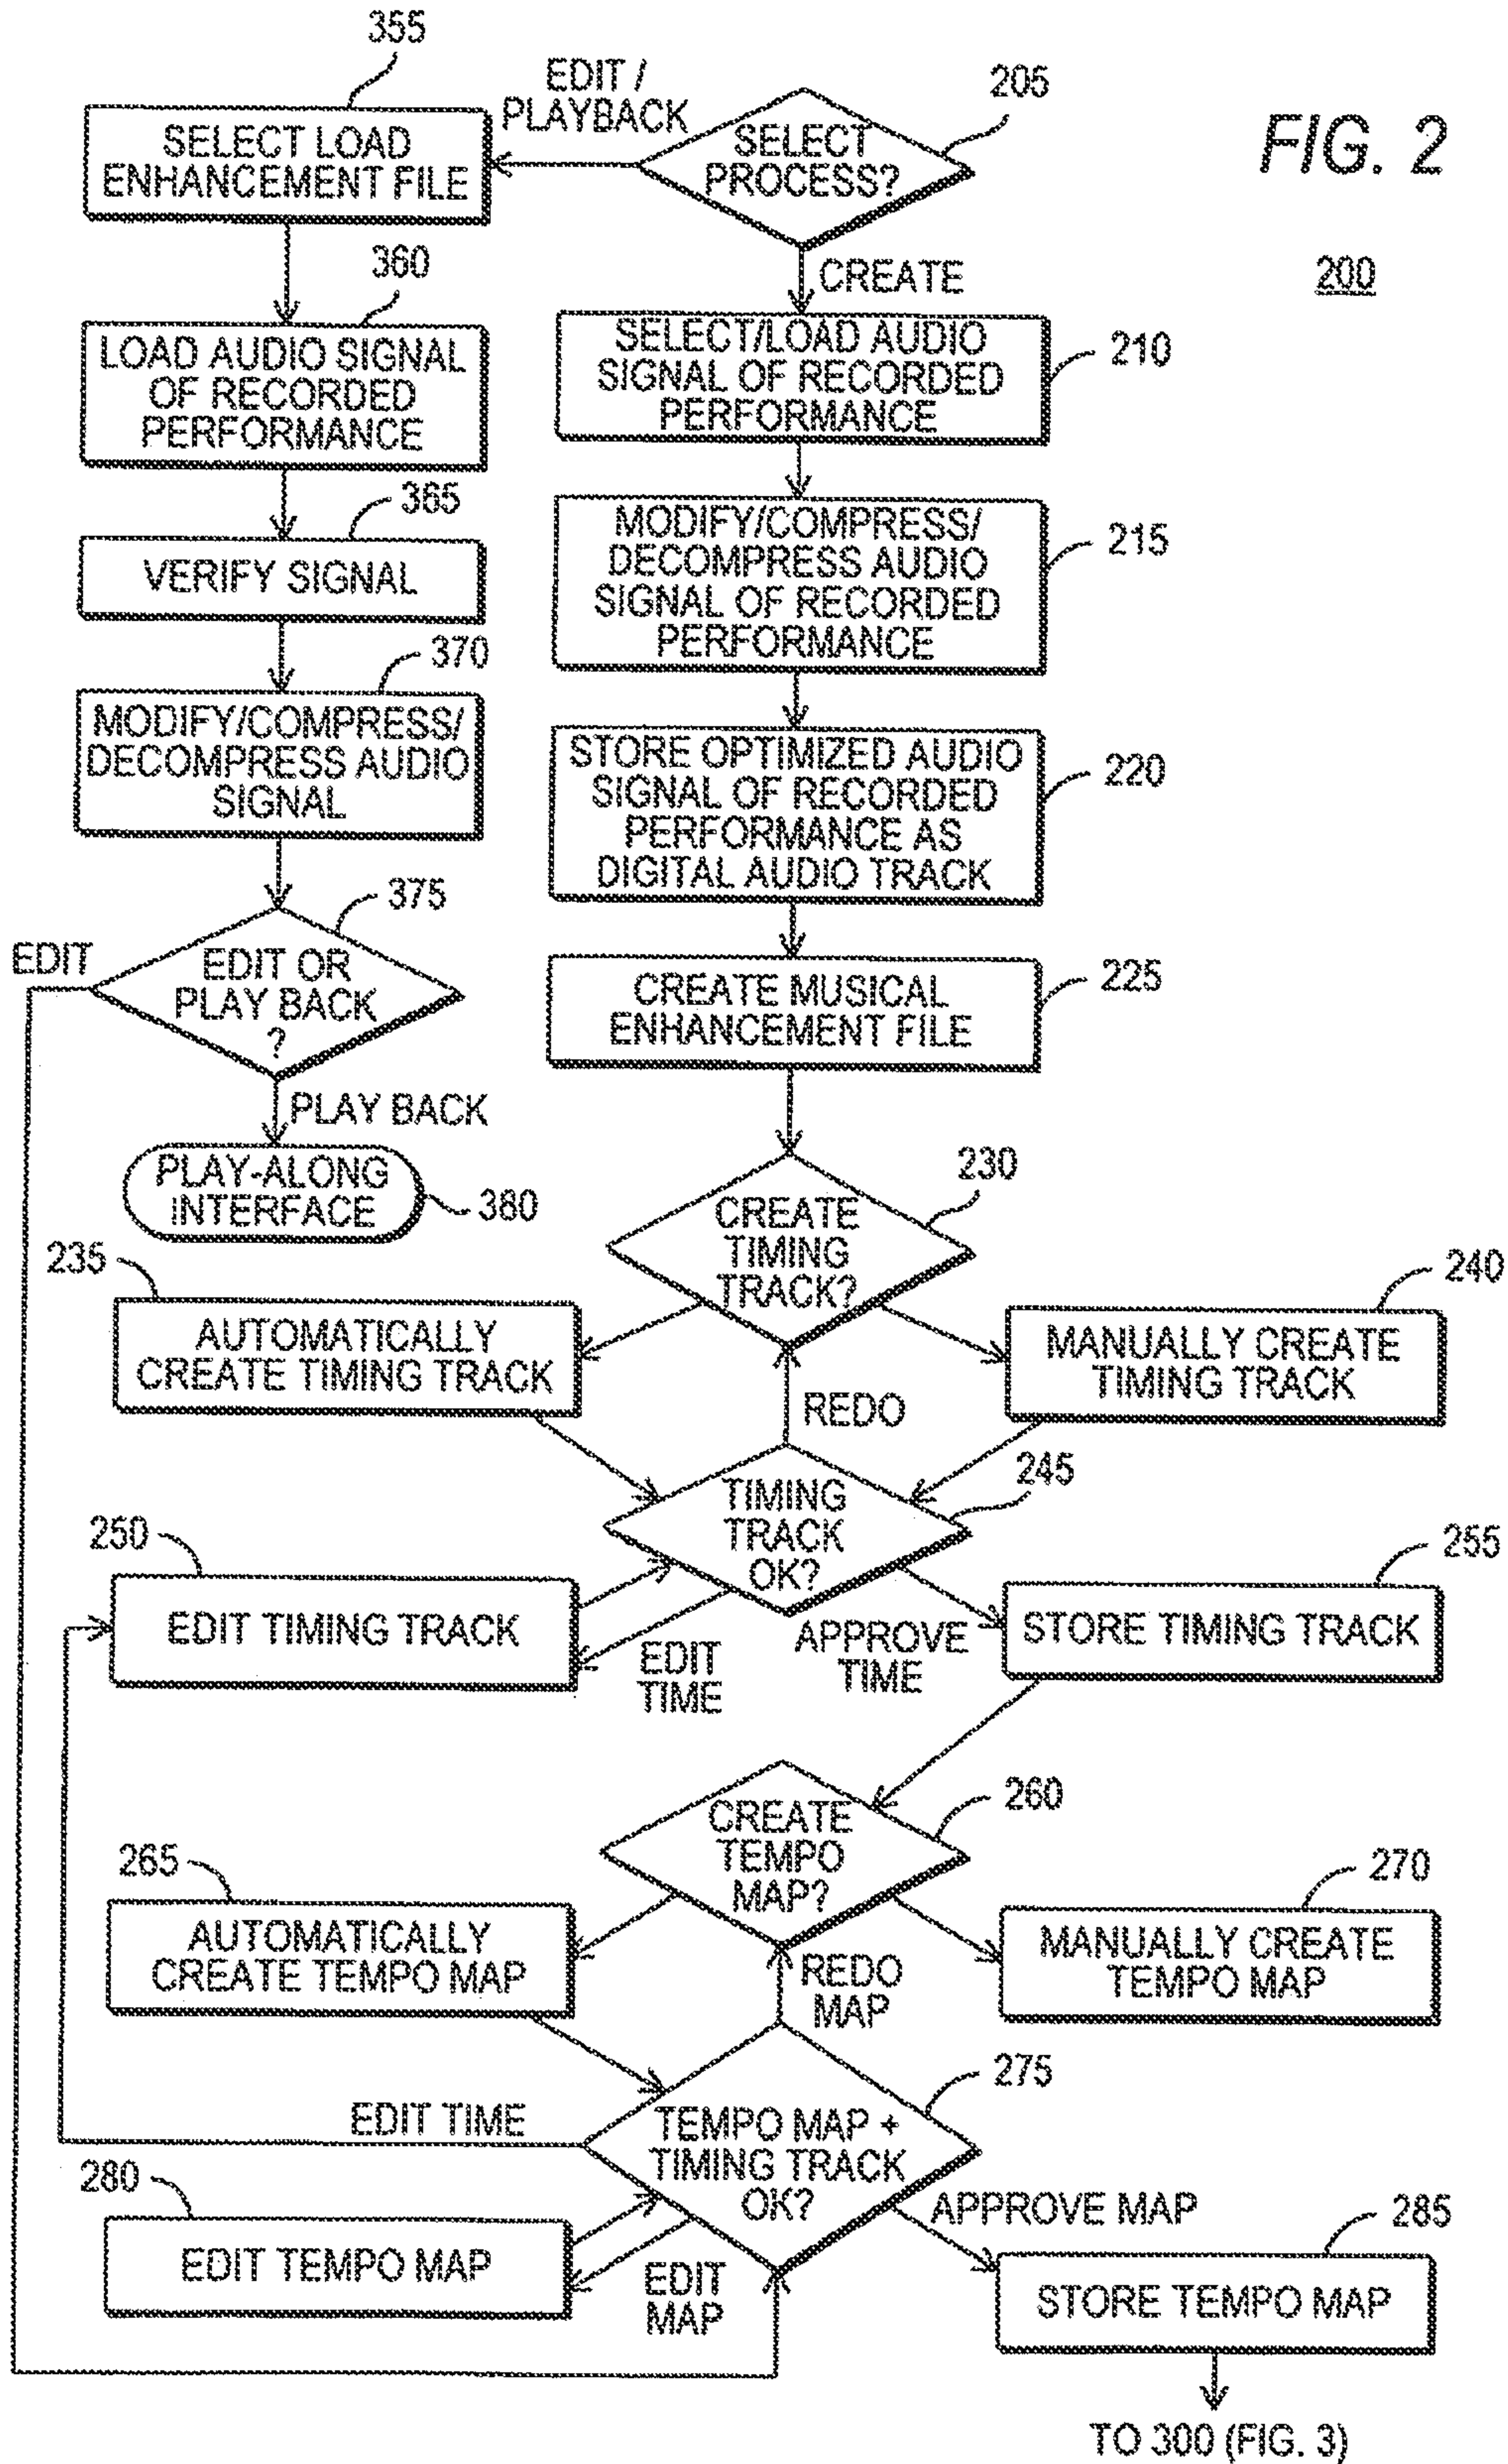 FIG. 2
200
355
SELECT LOAD
ENHANCEMENT FILE
EDIT /
PLAYBACK
205
SELECT
PROCESS?
CREATE
360
LOAD AUDIO SIGNAL
OF RECORDED
PERFORMANCE
365
VERIFY SIGNAL
370
MODIFY/COMPRESS/
DECOMPRESS AUDIO
SIGNAL
375
EDIT
EDIT OR
PLAY BACK
?
PLAY BACK
PLAY-ALONG
INTERFACE
380
SELECT/LOAD AUDIO
SIGNAL OF RECORDED
PERFORMANCE
210
MODIFY/COMPRESS/
DECOMPRESS AUDIO
SIGNAL OF RECORDED
PERFORMANCE
215
STORE OPTIMIZED AUDIO
SIGNAL OF RECORDED
PERFORMANCE AS
DIGITAL AUDIO TRACK
220
CREATE MUSICAL
ENHANCEMENT FILE
225
230
CREATE
TIMING
TRACK?
235
AUTOMATICALLY
CREATE TIMING TRACK
240
MANUALLY CREATE
TIMING TRACK
REDO
245
TIMING
TRACK
OK?
250
EDIT TIMING TRACK
EDIT
TIME
APPROVE
TIME
255
STORE TIMING TRACK
260
CREATE
TEMPO
MAP?
265
AUTOMATICALLY
CREATE TEMPO MAP
270
MANUALLY CREATE
TEMPO MAP
REDO
MAP
275
EDIT TIME
TEMPO MAP +
TIMING TRACK
OK?
280
EDIT TEMPO MAP
EDIT
MAP
APPROVE MAP
285
STORE TEMPO MAP
TO 300 (FIG. 3)